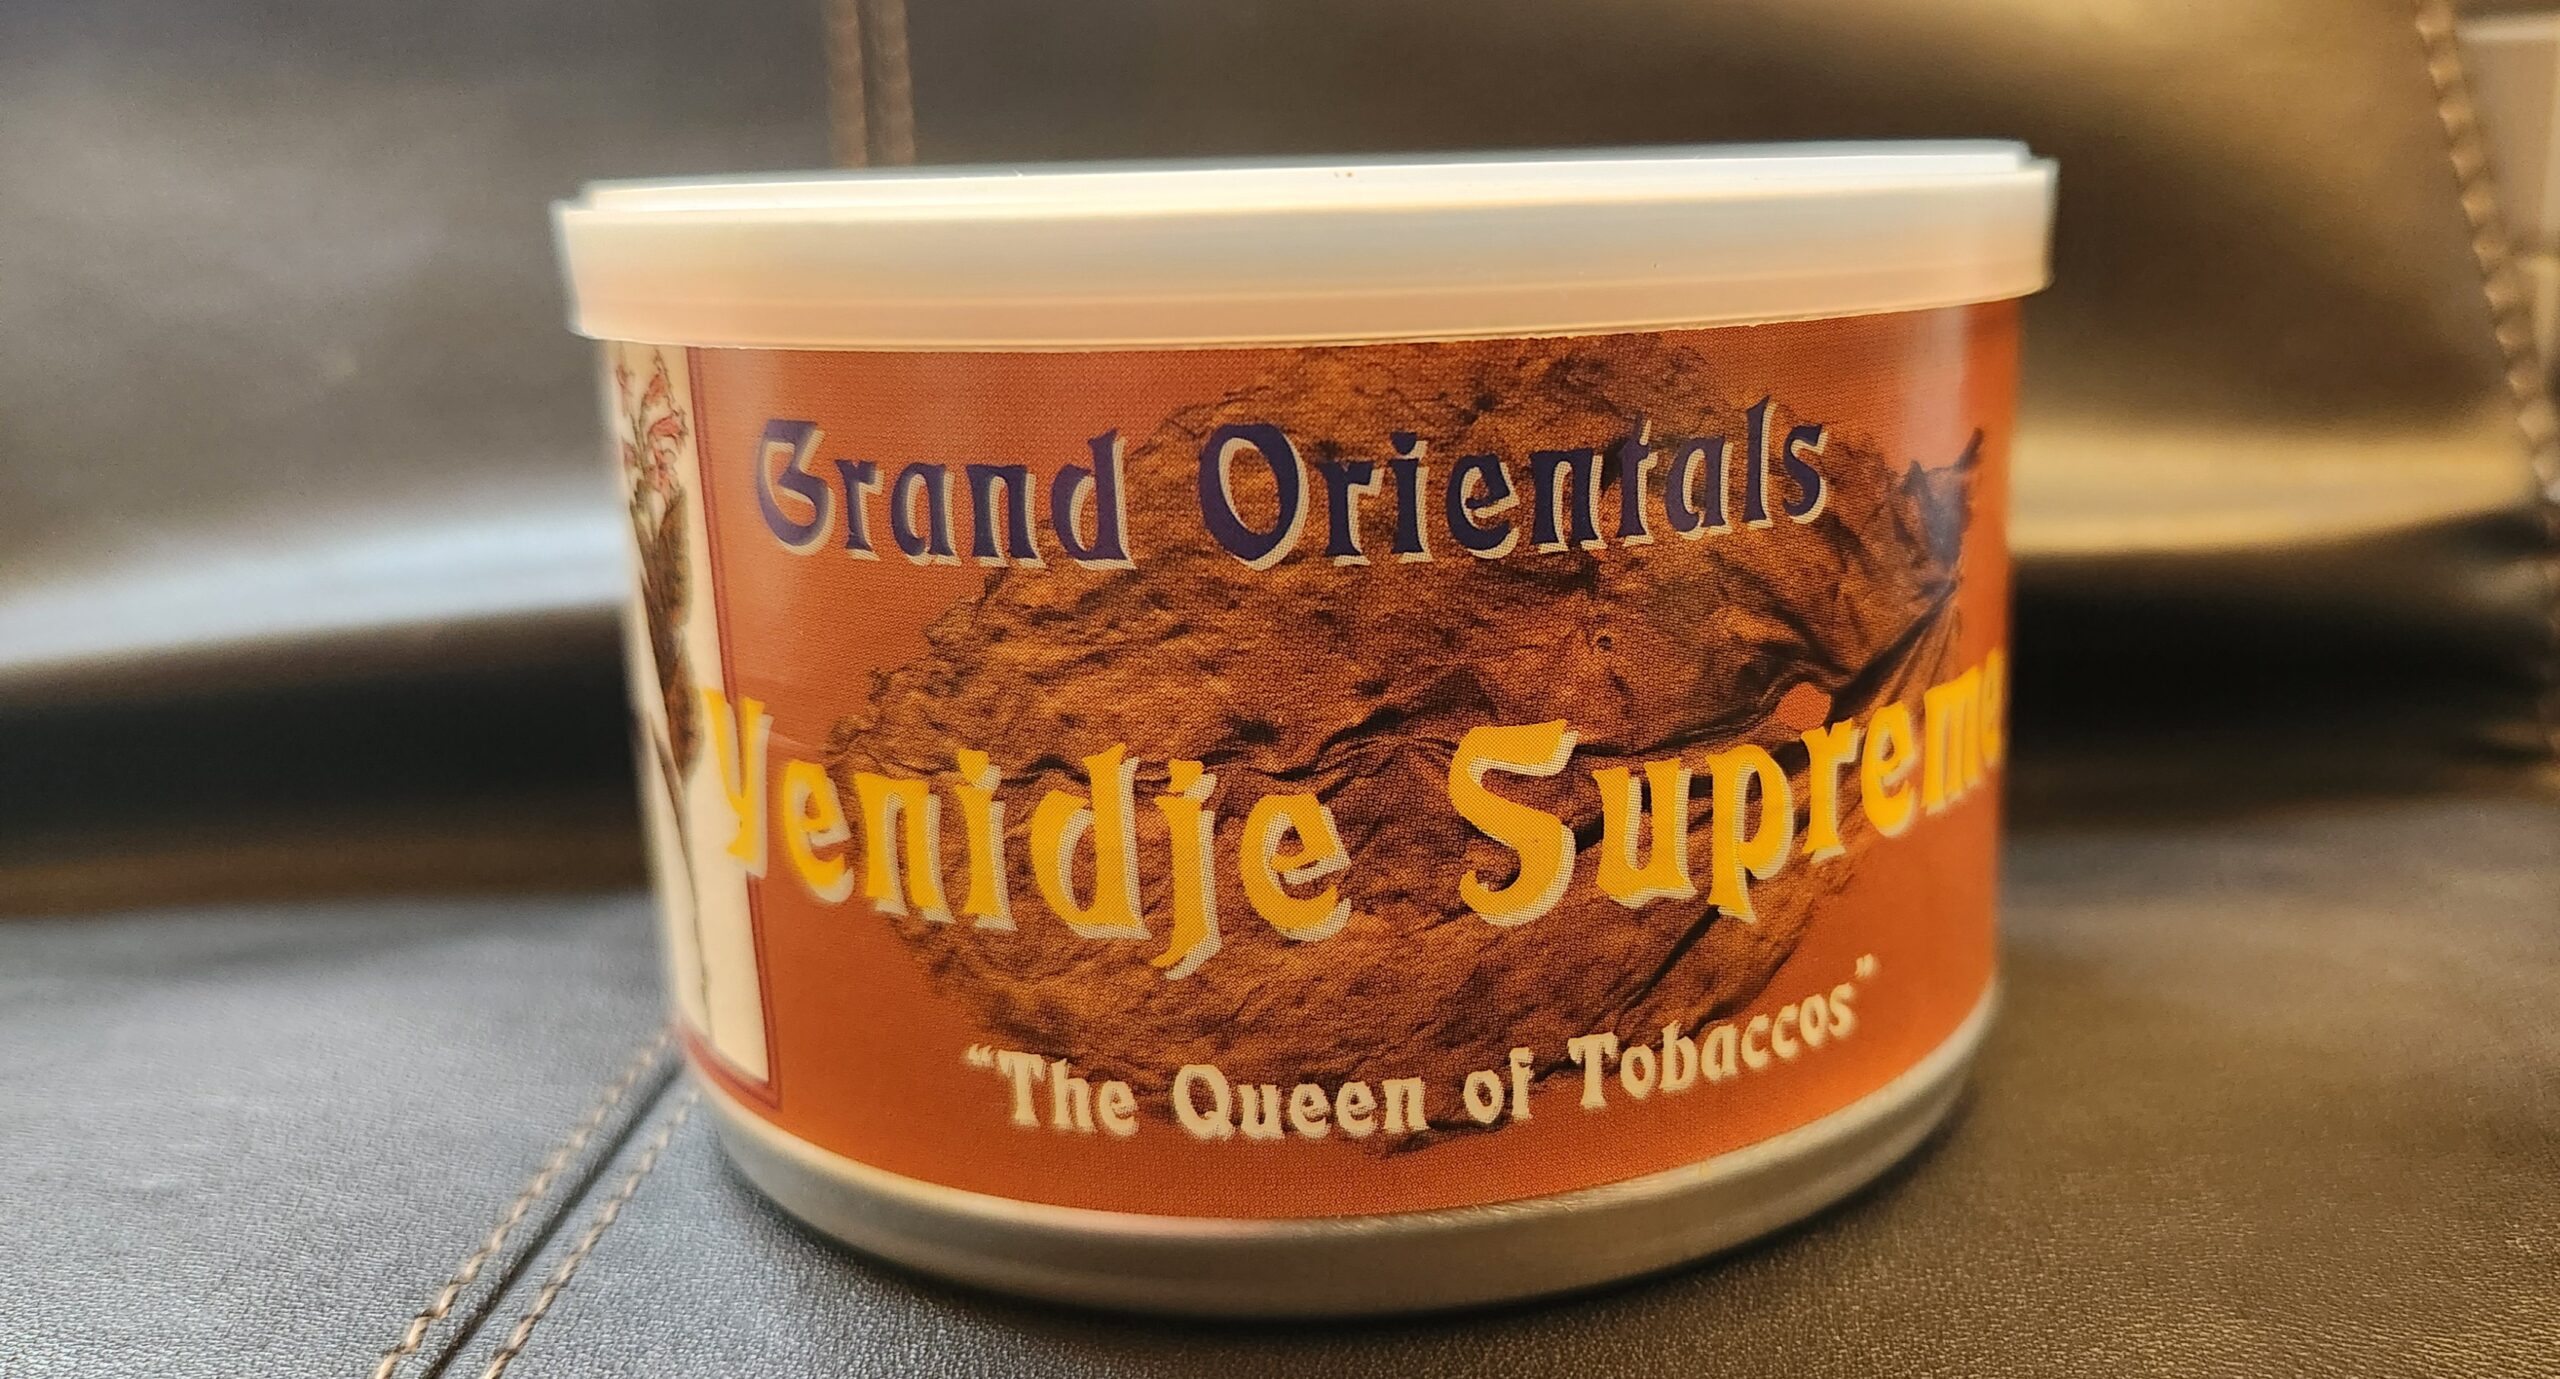 Grand Orientals
Yenidje Supreme
“The Queen of Tobaccos”